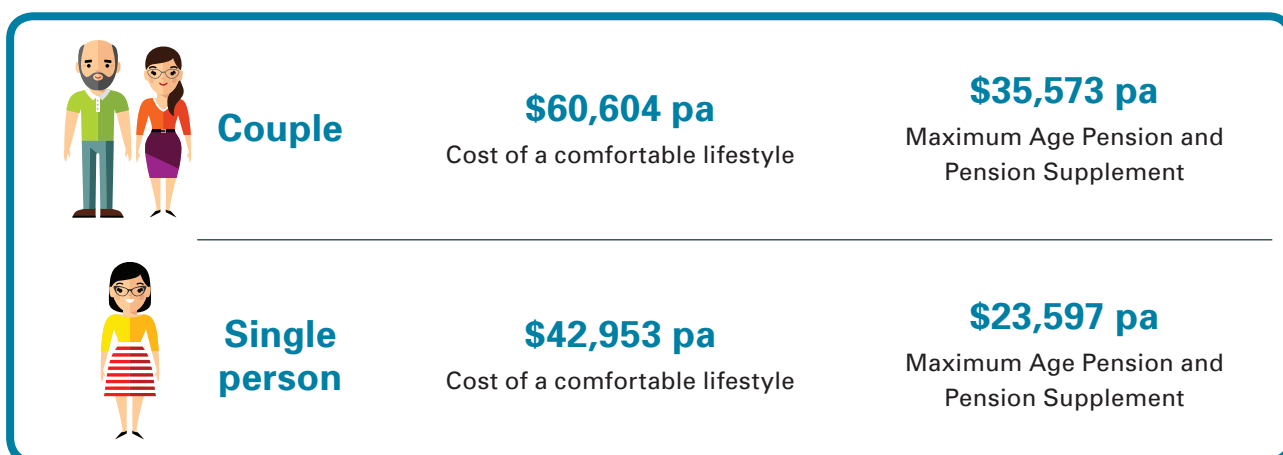 Couple
$60,604 pa
Cost of a comfortable lifestyle
$35,573 pa
Maximum Age Pension and
Pension Supplement
Single
person
$42,953 pa
Cost of a comfortable lifestyle
$23,597 pa
Maximum Age Pension and
Pension Supplement